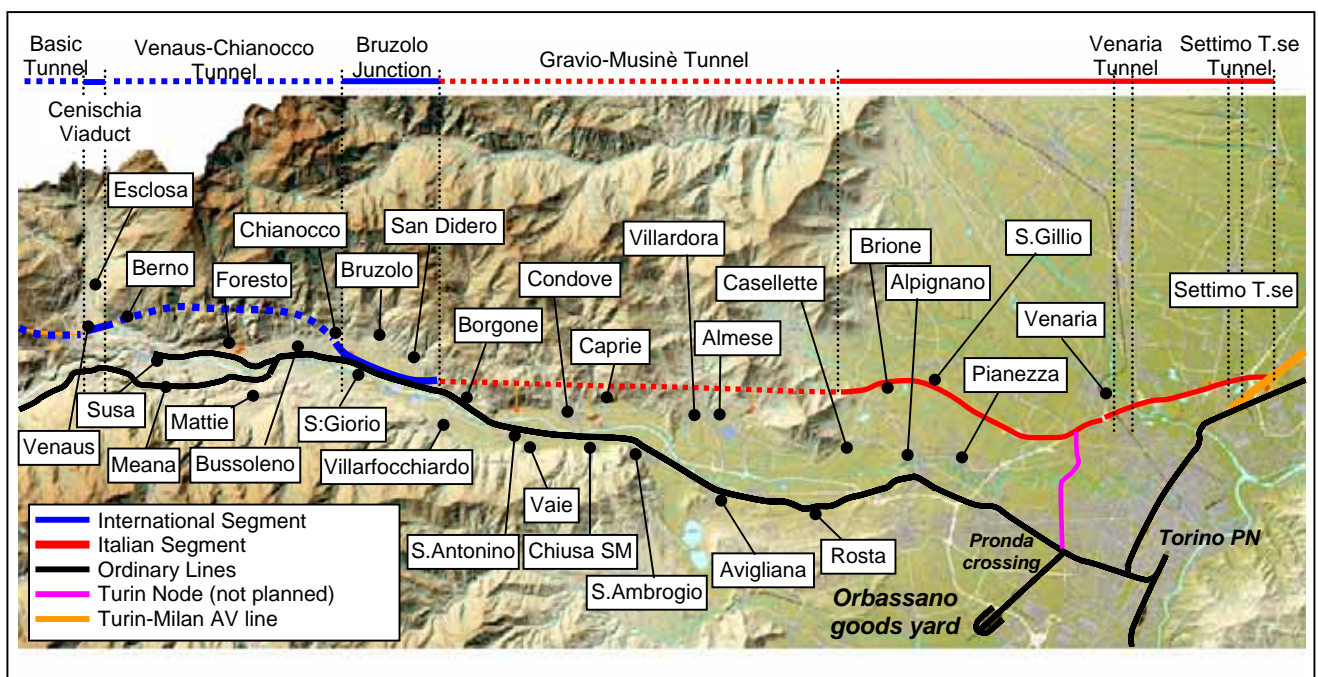 Basic
Tunnel
Venaus-Chianocco
Tunnel
Bruzolo
Junction
Gravio-Musinè Tunnel
Venaria
Tunnel
Settimo T.se
Tunnel
Cenischia
Viaduct
Esclosa
Berno
Foresto
Chianocco
Bruzolo
San Didero
Borgone
Condove
Caprie
Villardora
Almese
Casellette
Brione
Alpignano
S.Gillio
Pianezza
Venaria
Settimo T.se
Venaus
Susa
Meana
Mattie
Bussoleno
S:Giorio
Villarfocchiardo
S.Antonino
Vaie
Chiusa SM
S.Ambrogio
Avigliana
Rosta
Pronda
crossing
Torino PN
Orbassano
goods yard
International Segment
Italian Segment
Ordinary Lines
Turin Node (not planned)
Turin-Milan AV line